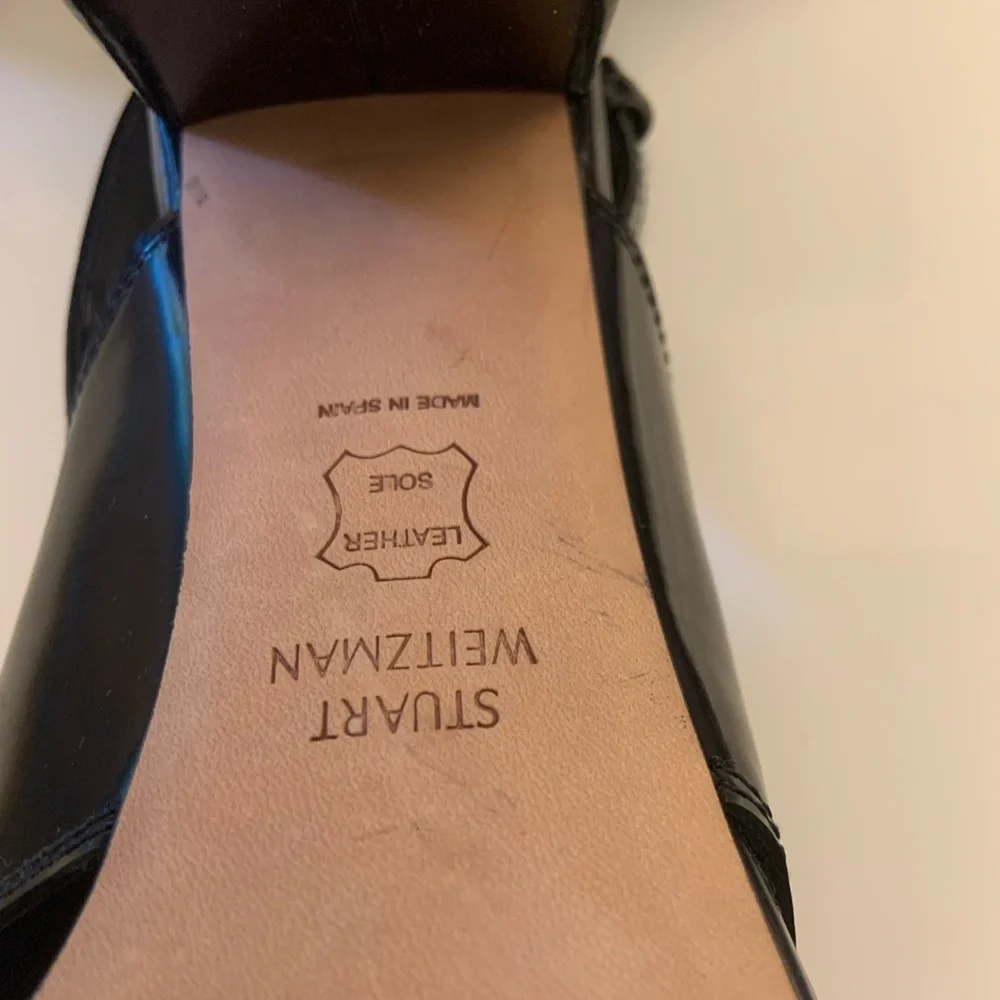 STUART
WEITZMAN
LEATHER
SOLE
MADE IN SPAIN